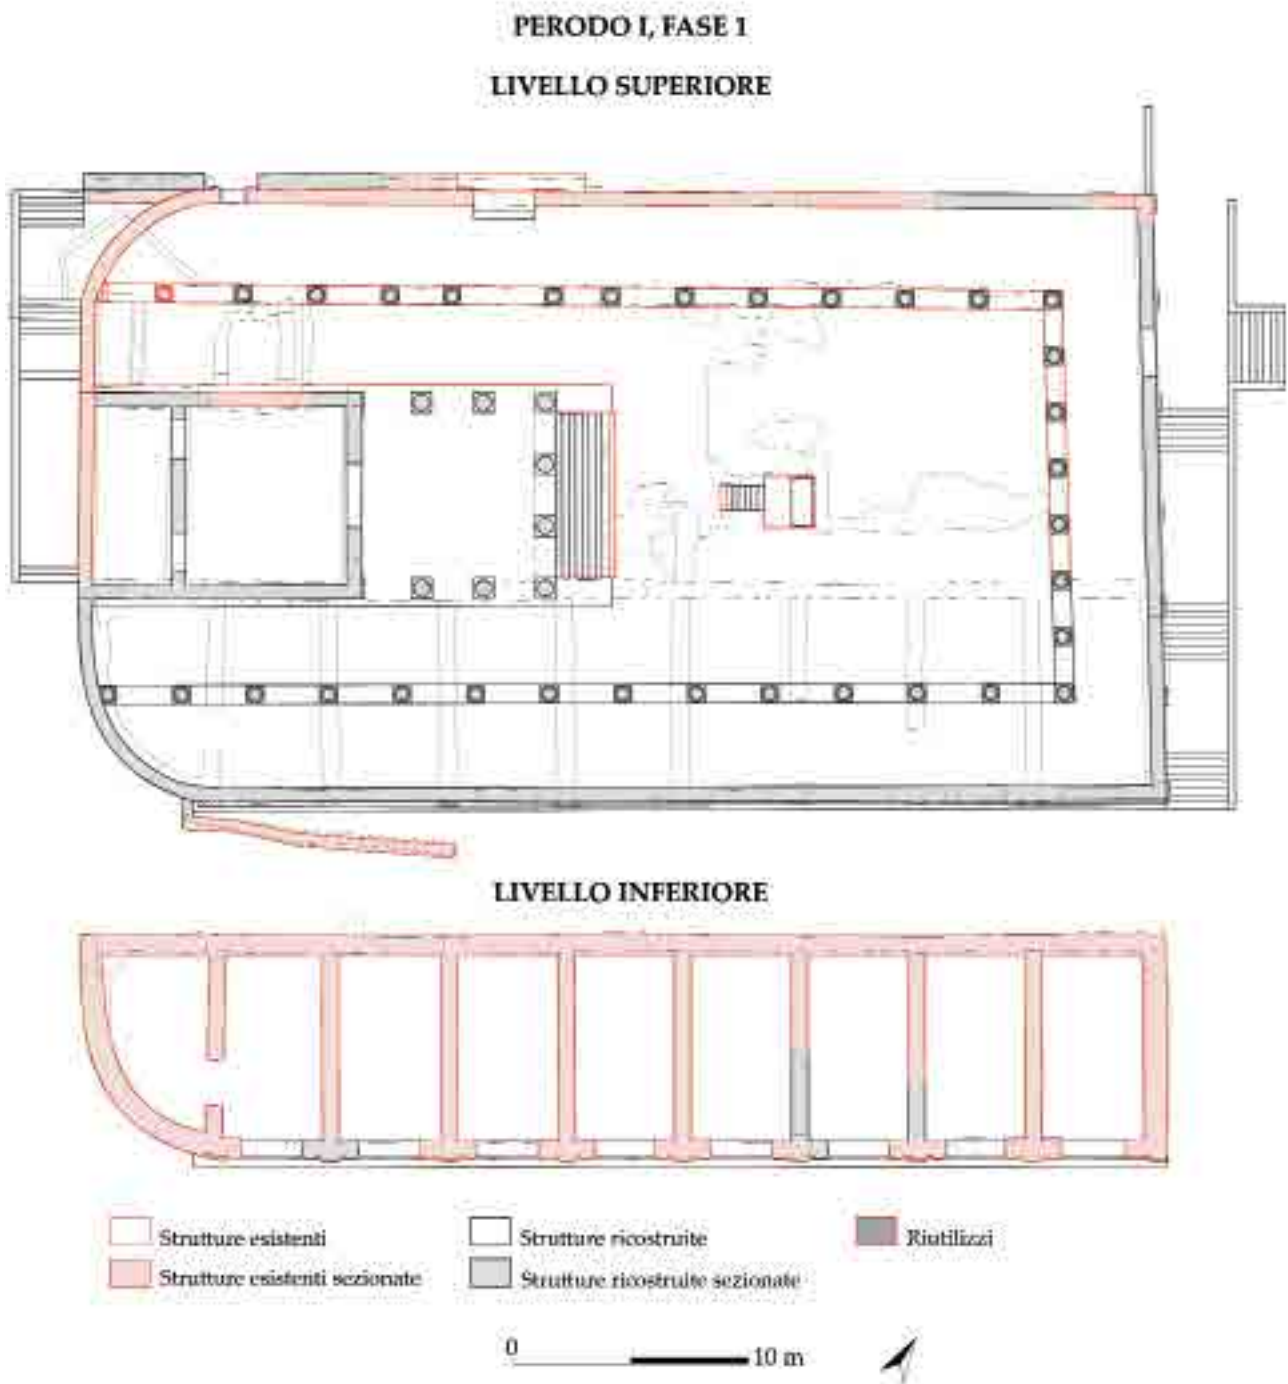 PERODO I, FASE 1
LIVELLO SUPERIORE
LIVELLO INFERIORE
Strutture esistenti
Strutture ricostruite
Riutilizzi
Strutture esistenti sezionate
Strutture ricostruite sezionate
0
10 m